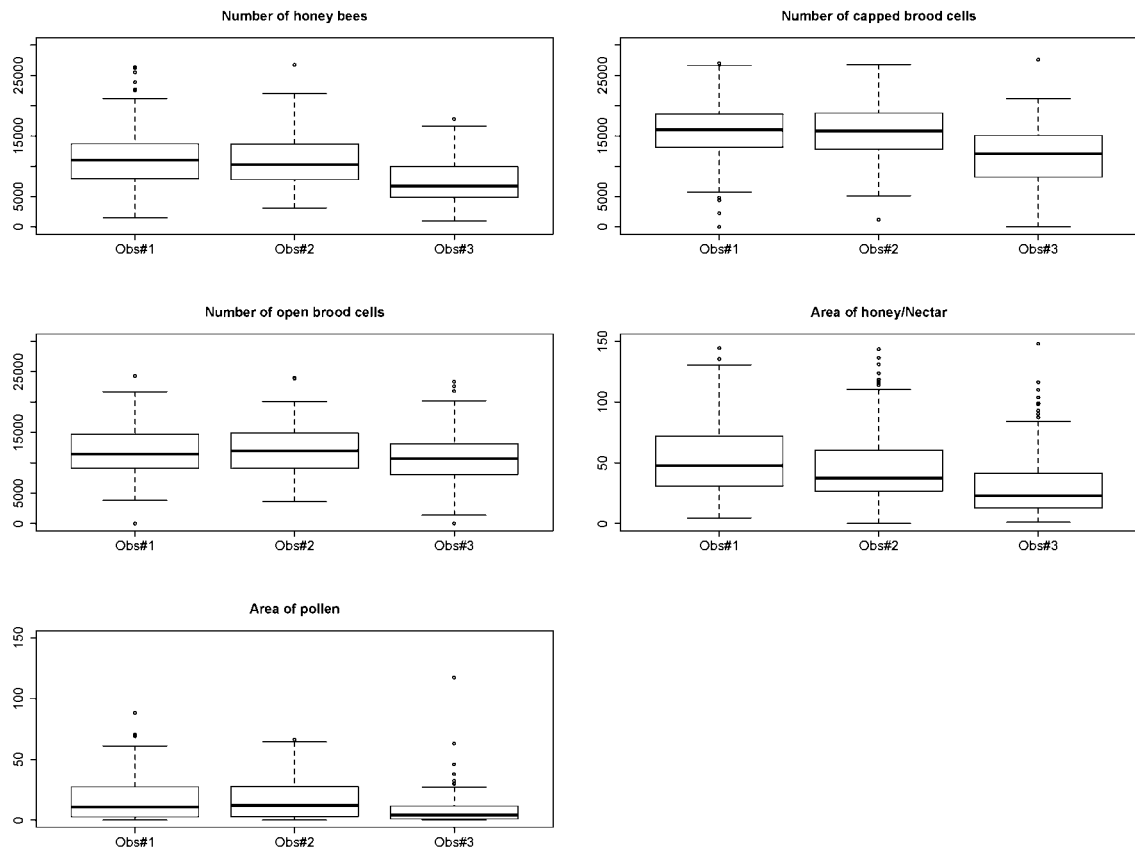 Number of honey bees
25000
15000
5000
0
Obs#1 Obs#2 Obs#3
Number of capped brood cells
25000
15000
5000
0
Obs#1 Obs#2 Obs#3
Number of open brood cells
25000
15000
5000
0
Obs#1 Obs#2 Obs#3
Area of honey/Nectar
150
100
50
0
Obs#1 Obs#2 Obs#3
Area of pollen
150
100
50
0
Obs#1 Obs#2 Obs#3